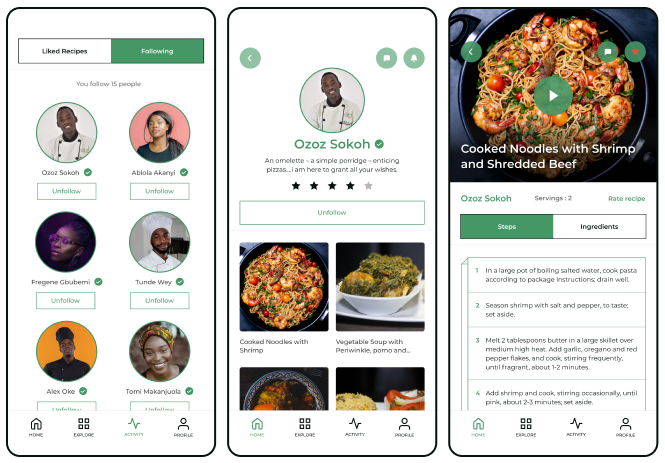 Liked Recipes
Following
You follow 15 people
Ozoz Sokoh
Abiola Akanyi
Unfollow
Unfollow
Fregene Gbubemi
Tunde Wey
Unfollow
Unfollow
Alex Oke
Tomi Makanjuola
Unfollow
Unfollow
HOME
EXPLORE
ACTIVITY
PROFILE
Ozoz Sokoh
An omelette – a simple porridge – enticing
pizzas....i am here to grant all your wishes.
Unfollow
Cooked Noodles with
Shrimp
Vegetable Soup with
Periwinkle, pomo and...
HOME
EXPLORE
ACTIVITY
PROFILE
Cooked Noodles with Shrimp
and Shredded Beef
Ozoz Sokoh
Servings : 2
Rate recipe
Steps
Ingredients
1 In a large pot of boiling salted water, cook pasta
according to package instructions; drain well.
2 Season shrimp with salt and pepper, to taste;
set aside.
3 Melt 2 tablespoons butter in a large skillet over
medium high heat. Add garlic, oregano and red
pepper flakes, and cook, stirring frequently,
until fragrant, about 1-2 minutes.
4 Add shrimp and cook, stirring occasionally, until
pink, about 2-3 minutes; set aside.
HOME
EXPLORE
ACTIVITY
PROFILE